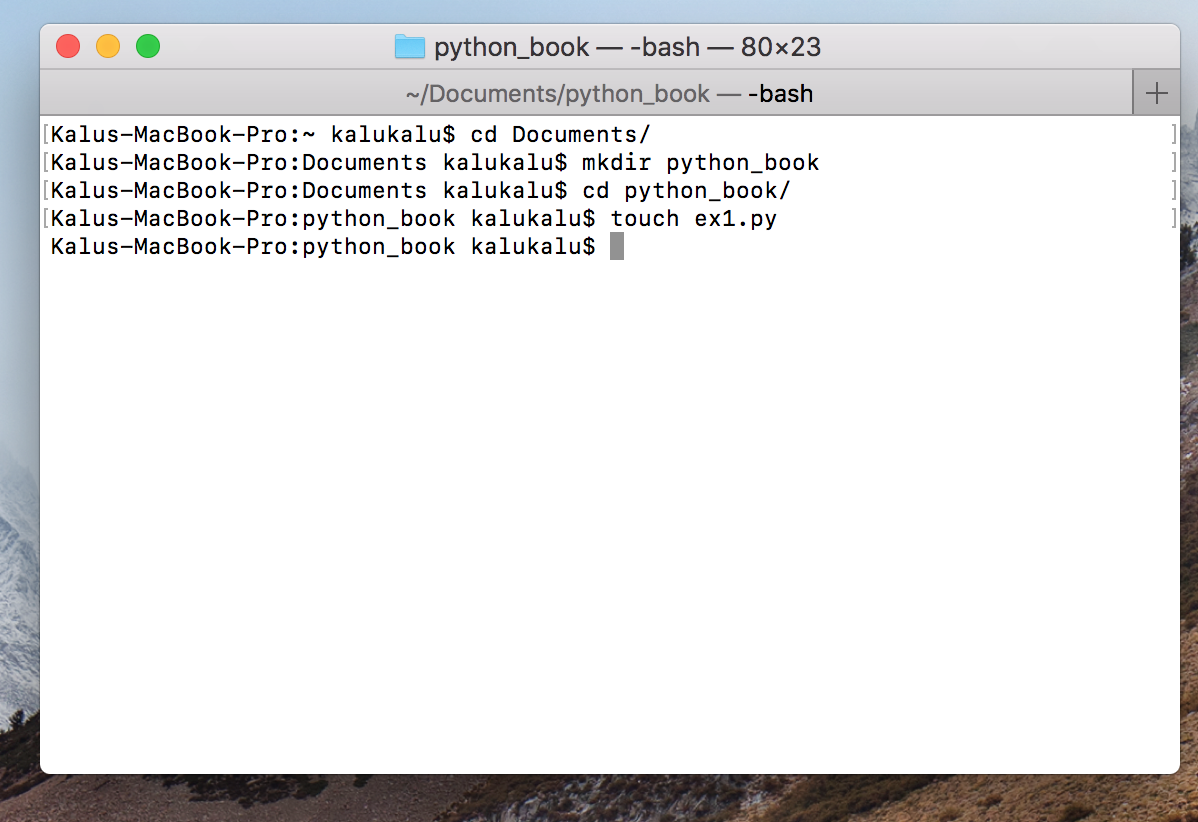 python_book — -bash — 80×23
~/Documents/python_book — -bash
[Kalus-MacBook-Pro:~ kalukalu$ cd Documents/ ]
[Kalus-MacBook-Pro:Documents kalukalu$ mkdir python_book ]
[Kalus-MacBook-Pro:Documents kalukalu$ cd python_book/ ]
[Kalus-MacBook-Pro:python_book kalukalu$ touch ex1.py ]
Kalus-MacBook-Pro:python_book kalukalu$